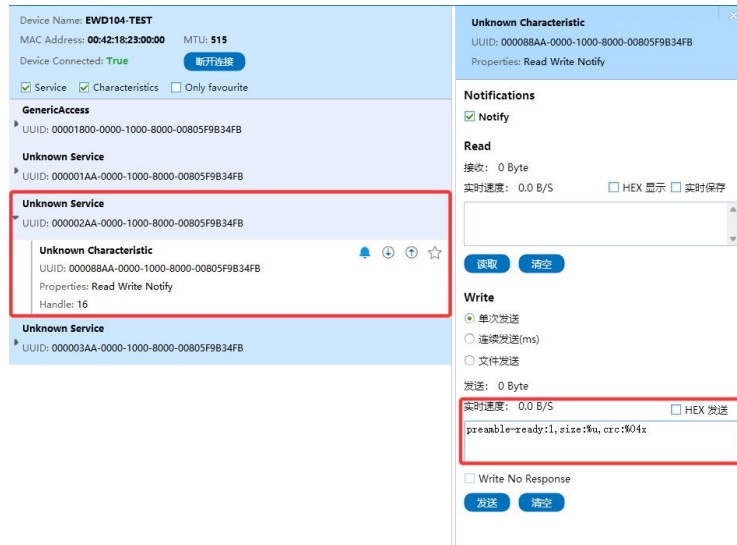 Device Name: EWD104-TEST
MAC Address: 00:42:18:23:00:00 MTU: 515
Device Connected: True 断开连接
Service Characteristics Only favourite
GenericAccess
UUID: 00001800-0000-1000-8000-00805F9B34FB
Unknown Service
UUID: 000001AA-0000-1000-8000-00805F9B34FB
Unknown Service
UUID: 000002AA-0000-1000-8000-00805F9B34FB
Unknown Characteristic
UUID: 000088AA-0000-1000-8000-00805F9B34FB
Properties: Read Write Notify
Handle: 16
Unknown Service
UUID: 000003AA-0000-1000-8000-00805F9B34FB
Unknown Characteristic
UUID: 000088AA-0000-1000-8000-00805F9B34FB
Properties: Read Write Notify
Notifications
Notify
Read
接收: 0 Byte
实时速度: 0.0 B/S HEX 显示 实时保存
读取 清空
Write
单次发送
连续发送(ms)
文件发送
发送: 0 Byte
实时速度: 0.0 B/S HEX 发送
preamble-ready:1,size:%u,crc:%04x
Write No Response
发送 清空